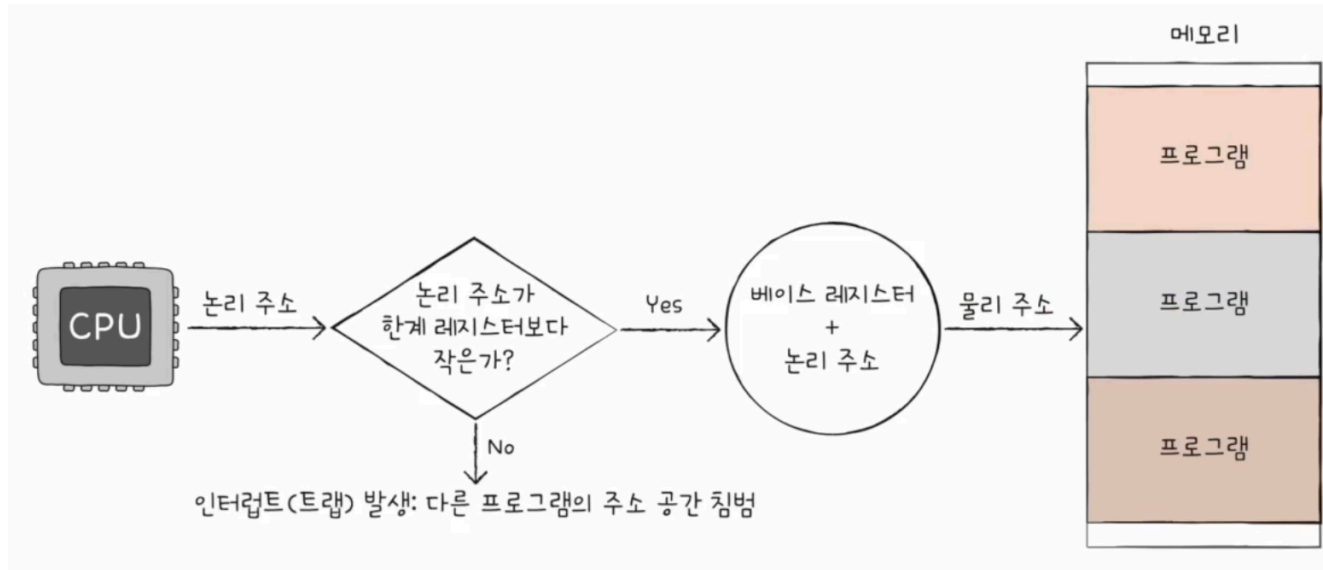 메모리
프로그램
프로그램
프로그램
CPU
논리 주소
논리 주소가
한계 레지스터보다
작은가?
Yes
베이스 레지스터
+
논리 주소
물리 주소
No
인터럽트(트랩) 발생: 다른 프로그램의 주소 공간 침범